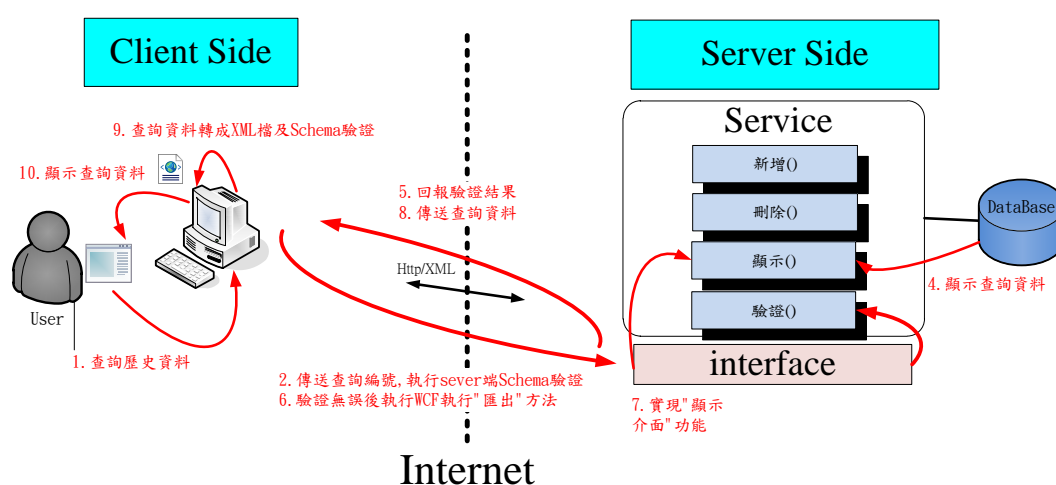 Client Side
Server Side
9.查詢資料轉成XML檔及Schema驗證
Service
10.顯示查詢資料
新增()
5.回報驗證結果
8.傳送查詢資料
刪除()
DataBase
Http/XML
顯示()
4.顯示查詢資料
User
驗證()
1.查詢歷史資料
interface
2.傳送查詢編號,執行sever端Schema驗證
6.驗證無誤後執行WCF執行"匯出"方法
7.實現"顯示
介面"功能
Internet